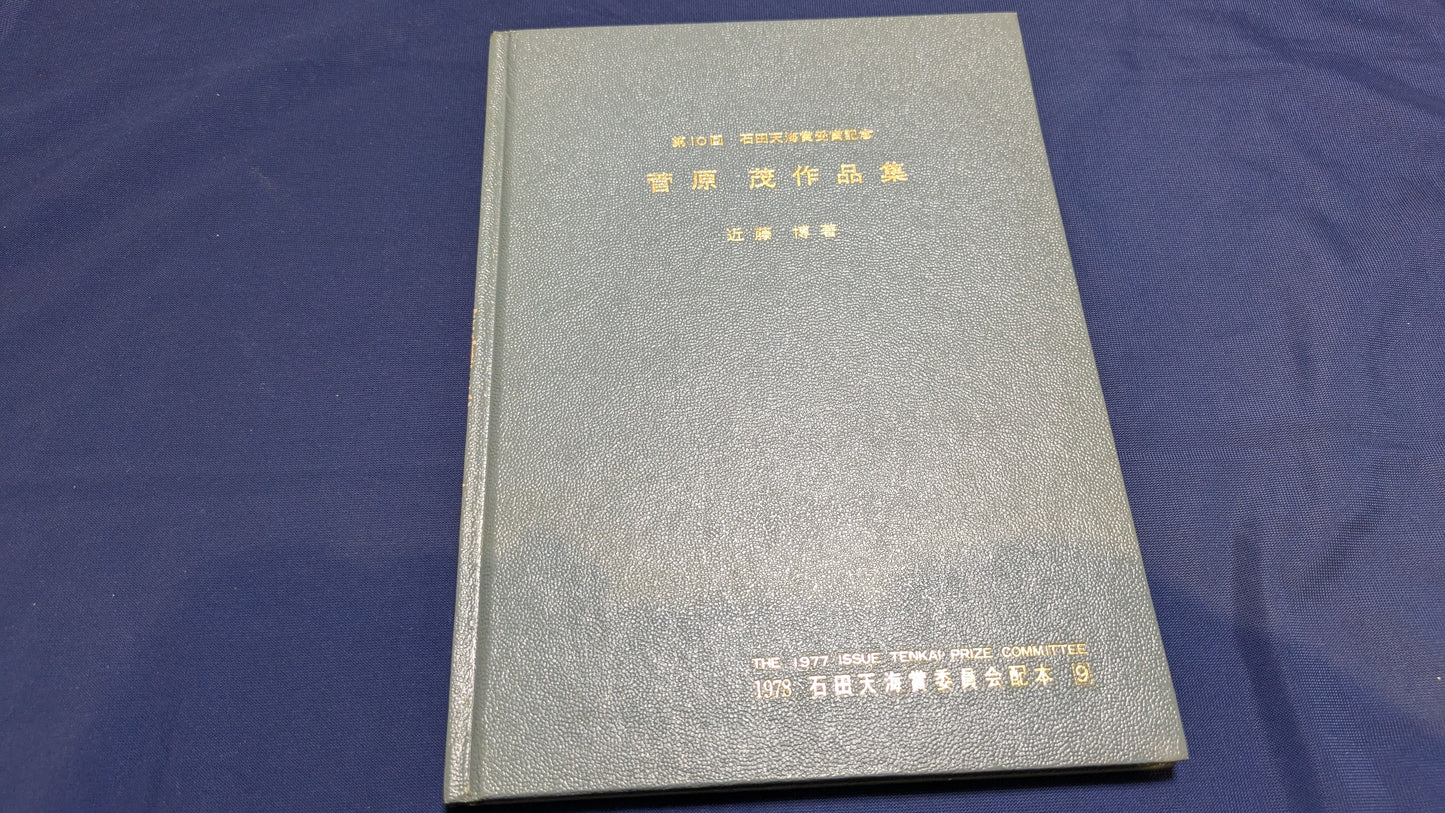 第10回 石田天海賞受賞記念
菅原 茂作品集
近藤 博著
THE 1977 ISSUE TENKAI PRIZE COMMITTEE
1978 石田天海賞委員会配本 9